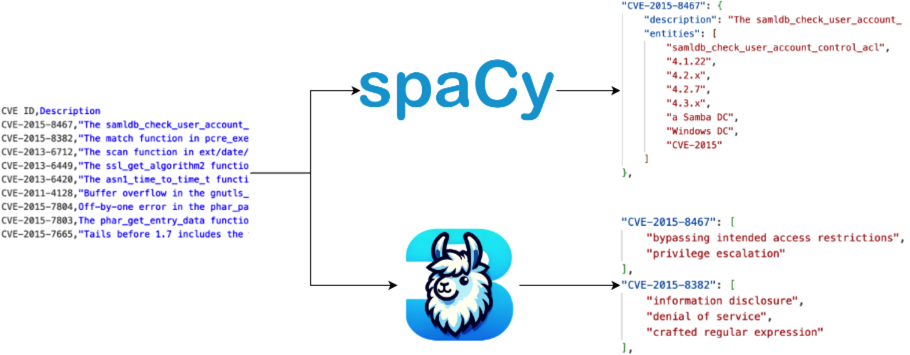 CVE ID,Description
CVE-2015-8467,"The samldb_check_user_account_
CVE-2015-8382,"The match function in pcre_exe
CVE-2013-6712,"The scan function in ext/date/
CVE-2013-6449,"The ssl_get_algorithm2 functio
CVE-2013-6420,"The asn1_time_to_time_t functi
CVE-2011-4128,"Buffer overflow in the gnutls_
CVE-2015-7804,Off-by-one error in the phar_pa
CVE-2015-7803,The phar_get_entry_data functio
CVE-2015-7665,"Tails before 1.7 includes the
spaCy
"CVE-2015-8467": {
"description": "The samldb_check_user_account_
"entities": [
"samldb_check_user_account_control_acl",
"4.1.22",
"4.2.x",
"4.2.7",
"4.3.x",
"a Samba DC",
"Windows DC",
"CVE-2015"
]
},
3
"CVE-2015-8467": [
"bypassing intended access restrictions",
"privilege escalation"
],
"CVE-2015-8382": [
"information disclosure",
"denial of service",
"crafted regular expression"
],